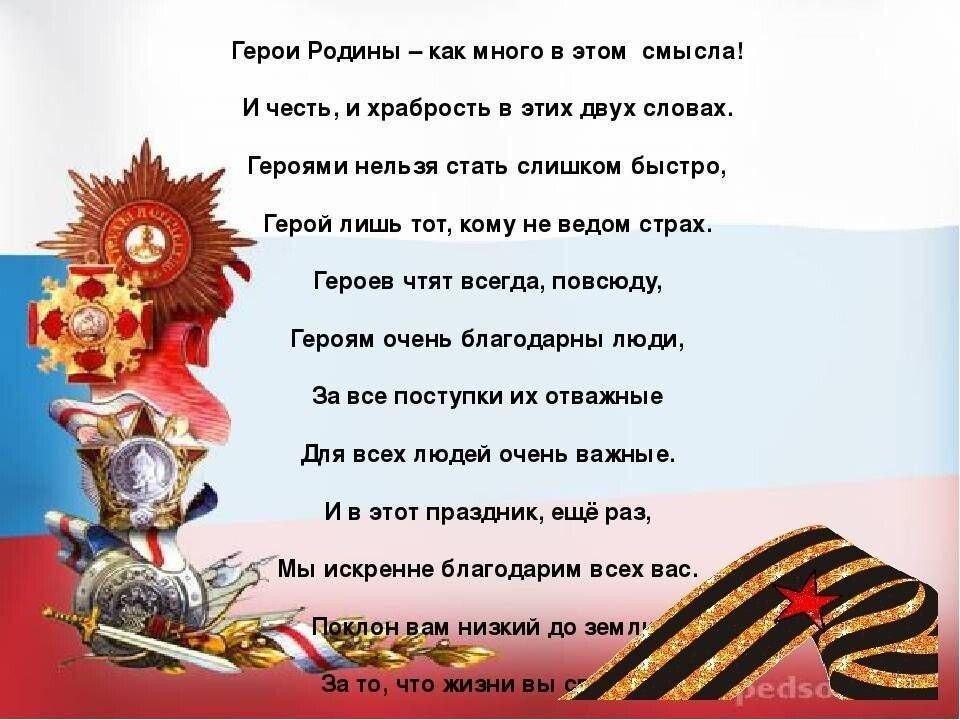 Герои Родины – как много в этом смысла!
И честь, и храбрость в этих двух словах.
Героями нельзя стать слишком быстро,
Герой лишь тот, кому не ведом страх.
Героев чтят всегда, повсюду,
Героям очень благодарны люди,
За все поступки их отважные
Для всех людей очень важные.
И в этот праздник, ещё раз,
Мы искренне благодарим всех вас.
Поклон вам низкий до
За то, что жизни вы